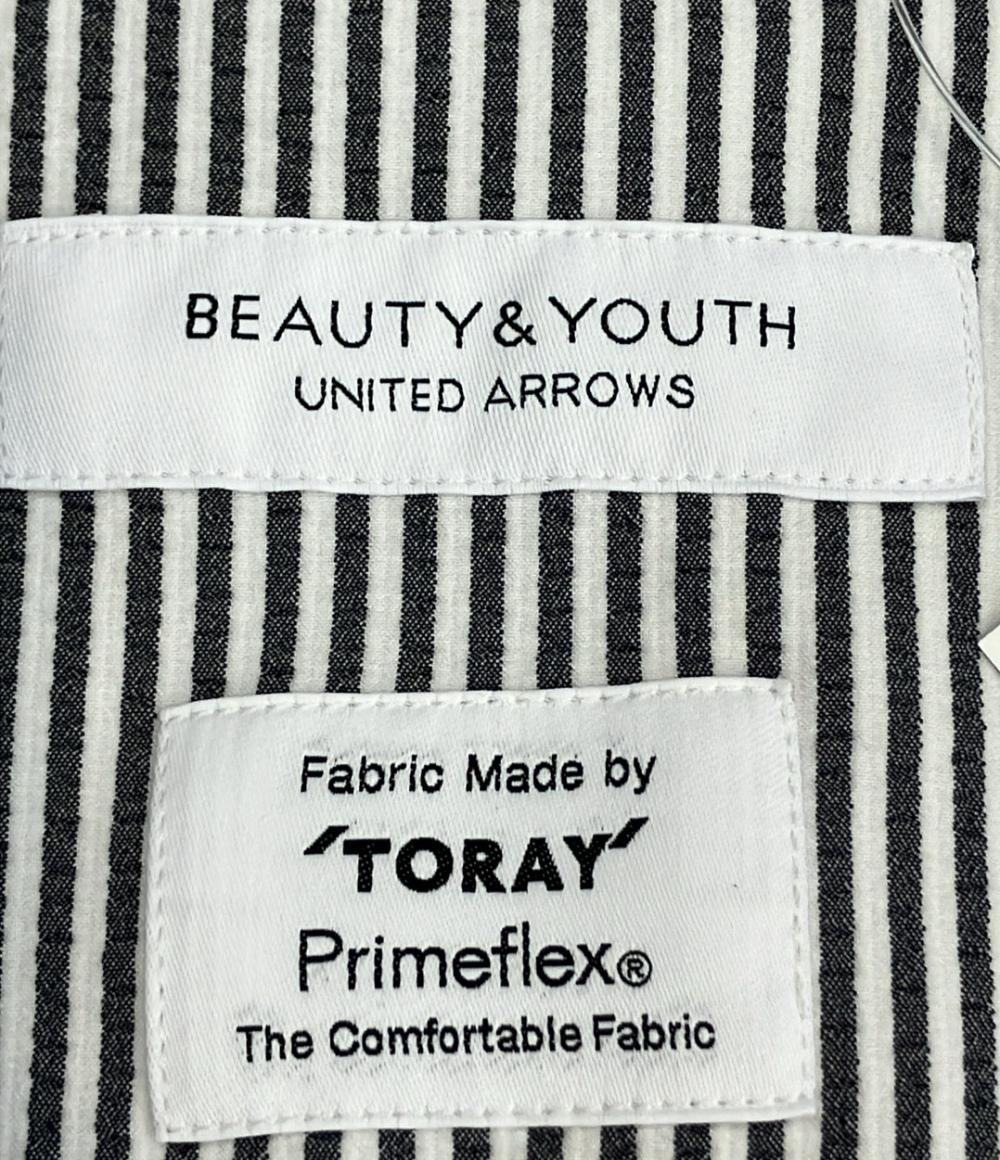 BEAUTY&YOUTH
UNITED ARROWS
Fabric Made by
'TORAY'
Primeflex®
The Comfortable Fabric